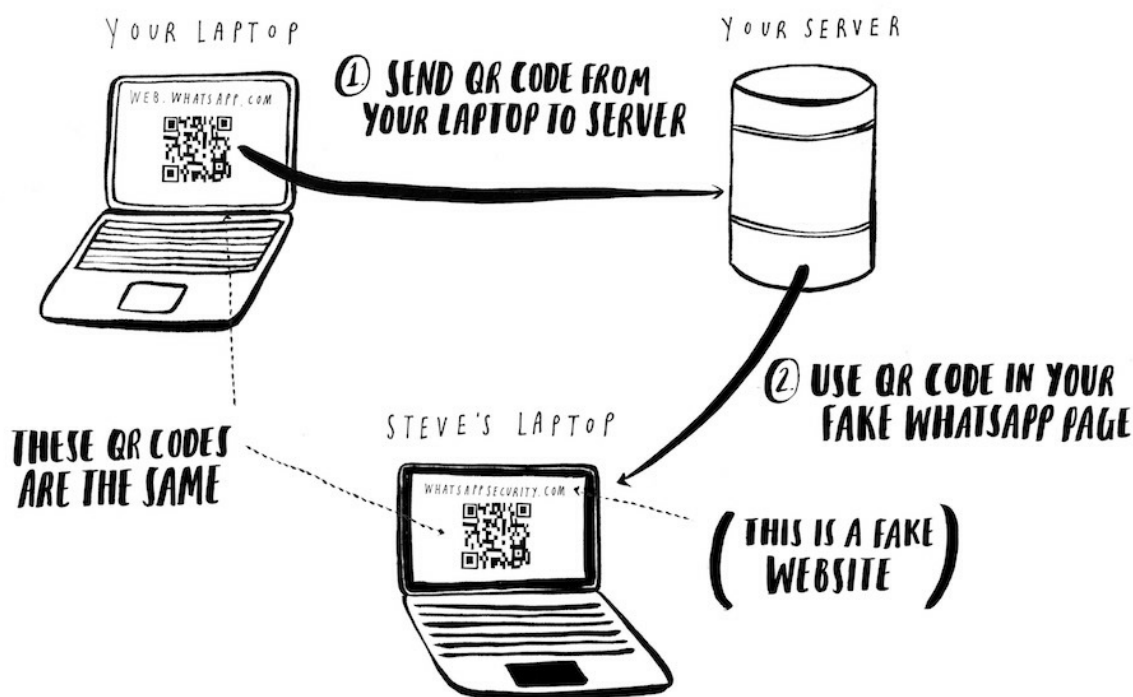 YOUR LAPTOP
WEB.WHATSAPP.COM
① SEND QR CODE FROM
YOUR LAPTOP TO SERVER
YOUR SERVER
② USE QR CODE IN YOUR
FAKE WHATSAPP PAGE
THESE QR CODES
ARE THE SAME
STEVE'S LAPTOP
WHATSAPPSECURITY.COM
(THIS IS A FAKE
WEBSITE)